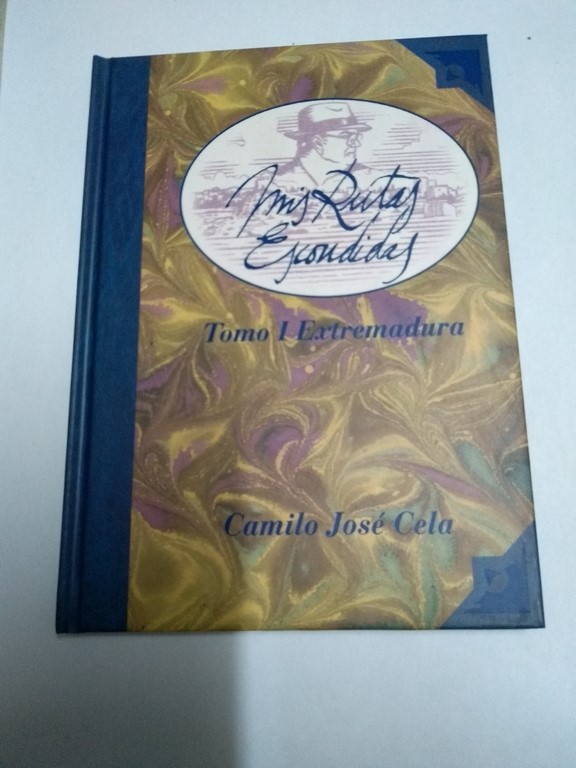 Mis Rutas
Escondidas
Tomo I Extremadura
Camilo José Cela